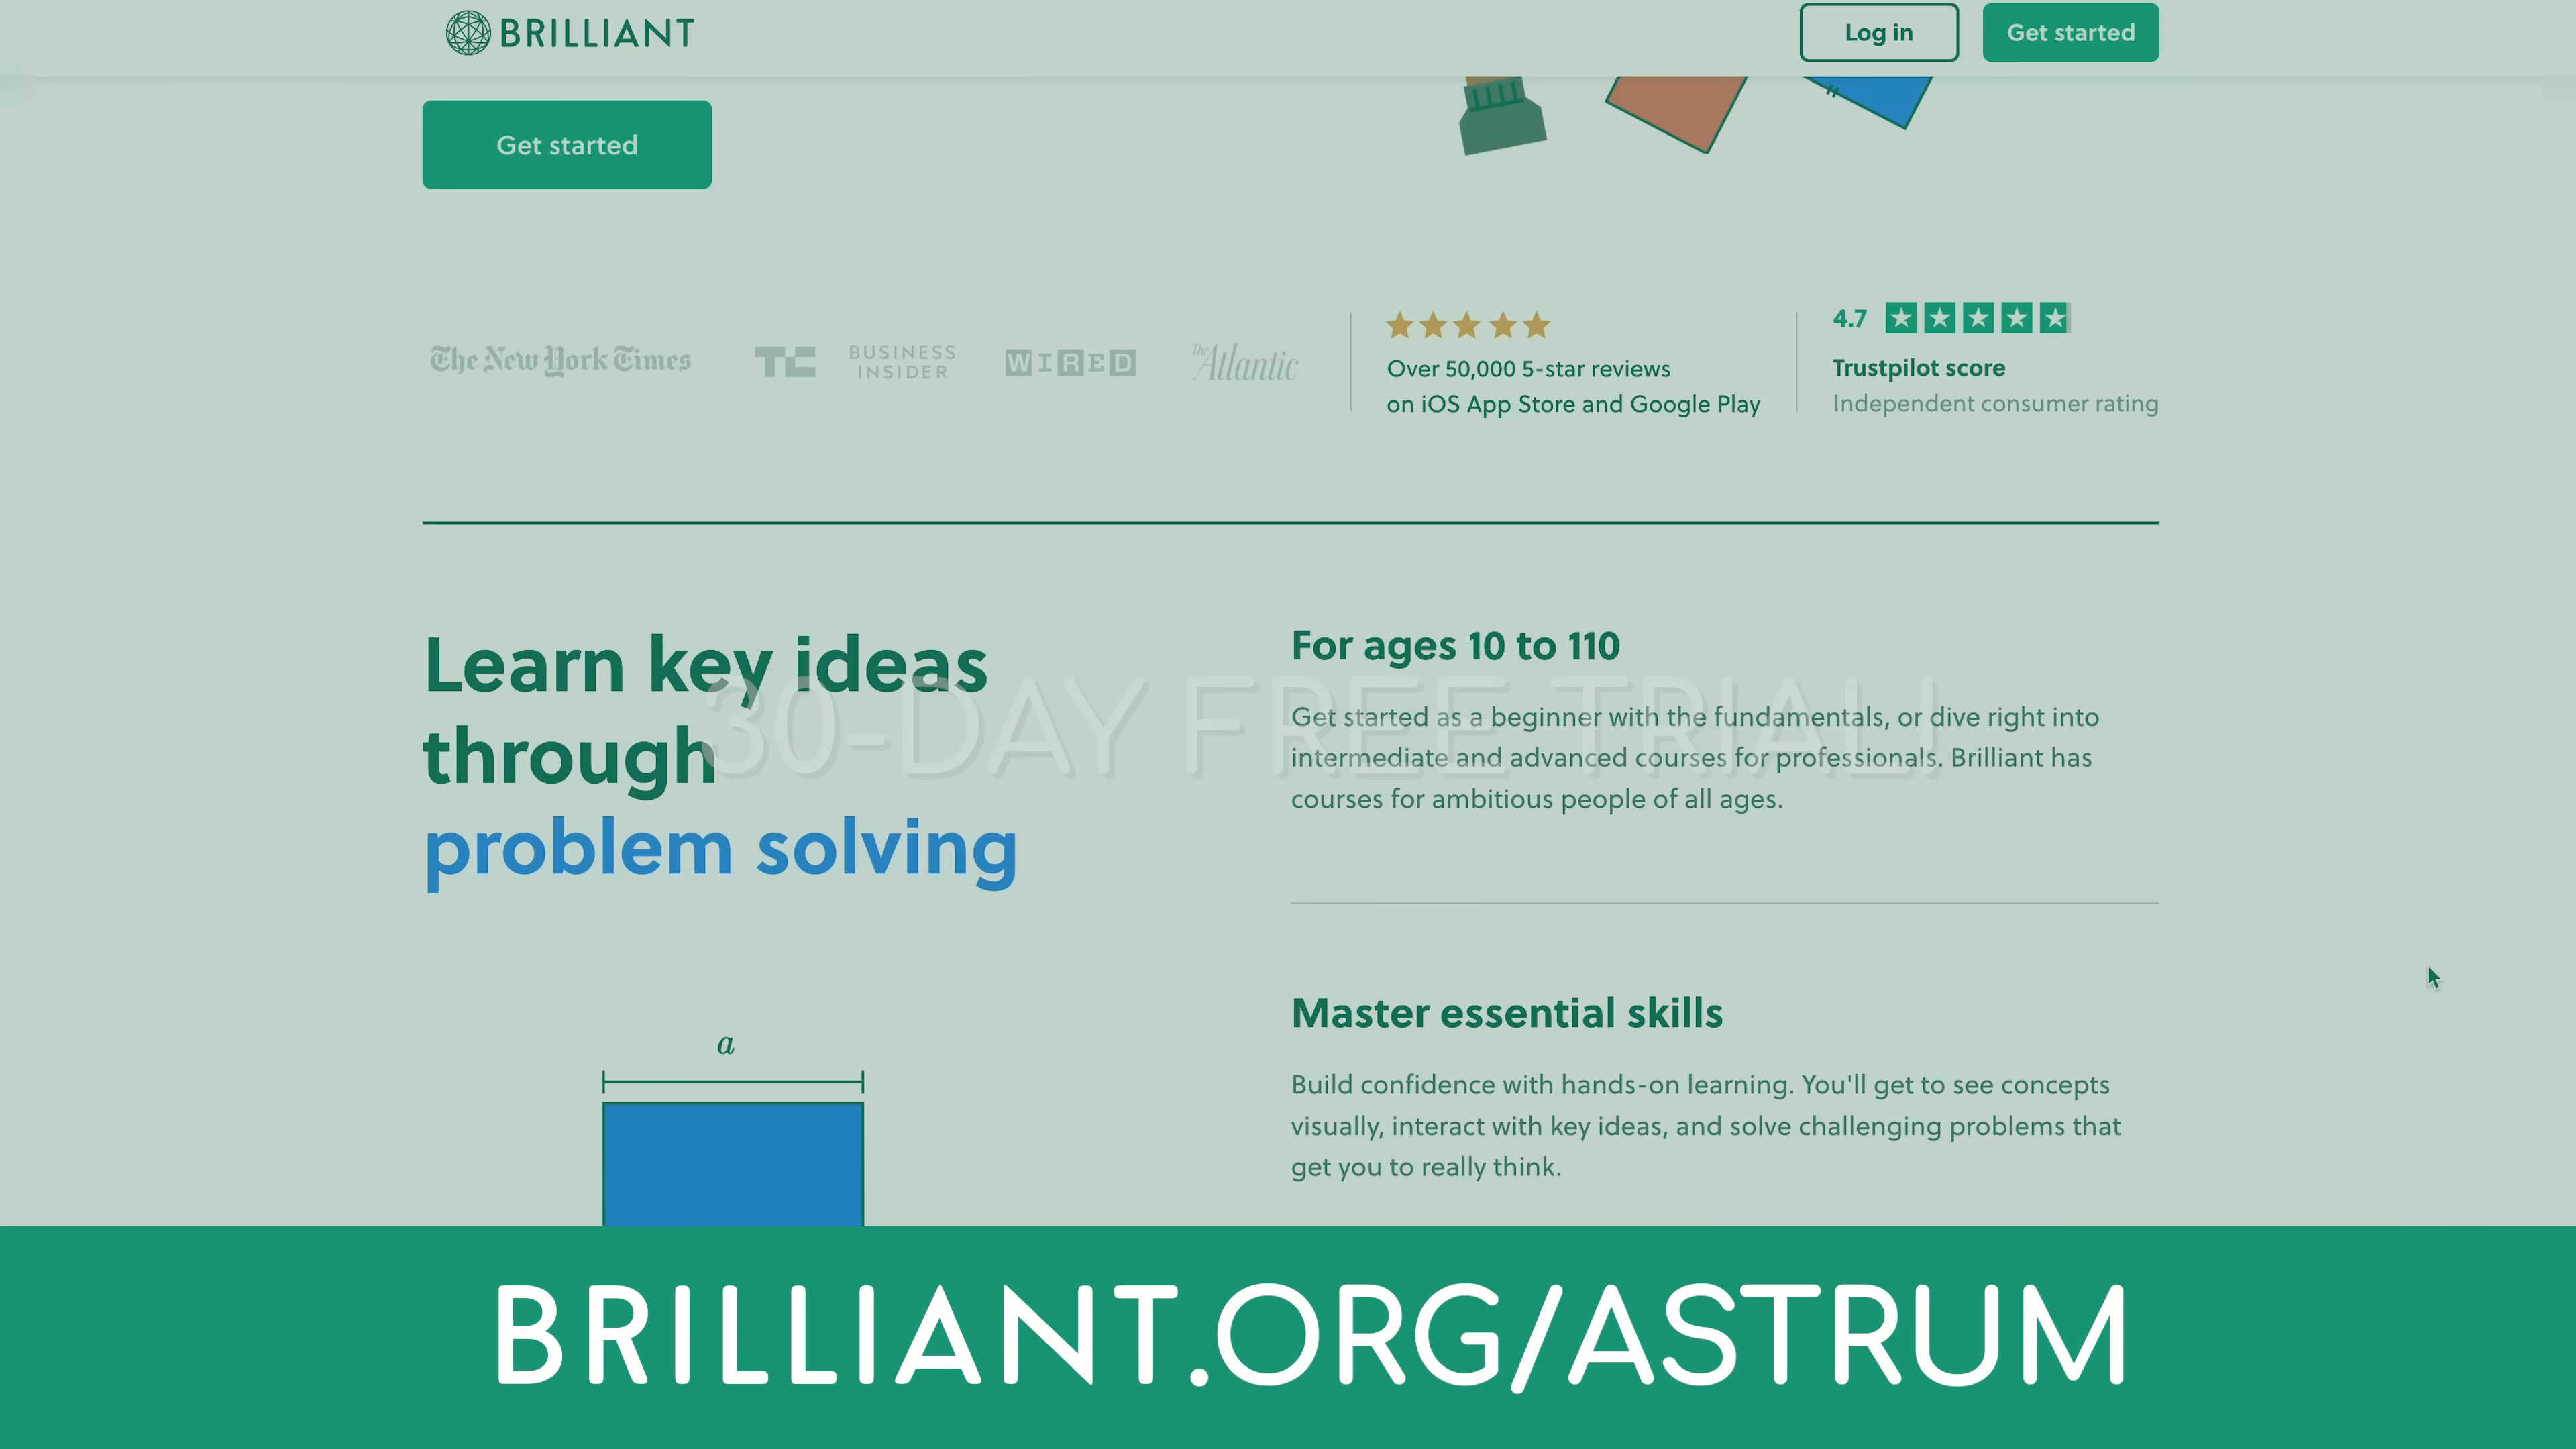 BRILLIANT
Log in
Get started
Get started
The New York Times
TC
BUSINESS
INSIDER
WIRED
The Atlantic
Over 50,000 5-star reviews
on iOS App Store and Google Play
4.7
Trustpilot score
Independent consumer rating
Learn key ideas
through
problem solving
30-DAY FREE TRIAL!
For ages 10 to 110
Get started as a beginner with the fundamentals, or dive right into
intermediate and advanced courses for professionals. Brilliant has
courses for ambitious people of all ages.
Master essential skills
Build confidence with hands-on learning. You'll get to see concepts
visually, interact with key ideas, and solve challenging problems that
get you to really think.
a
BRILLIANT.ORG/ASTRUM